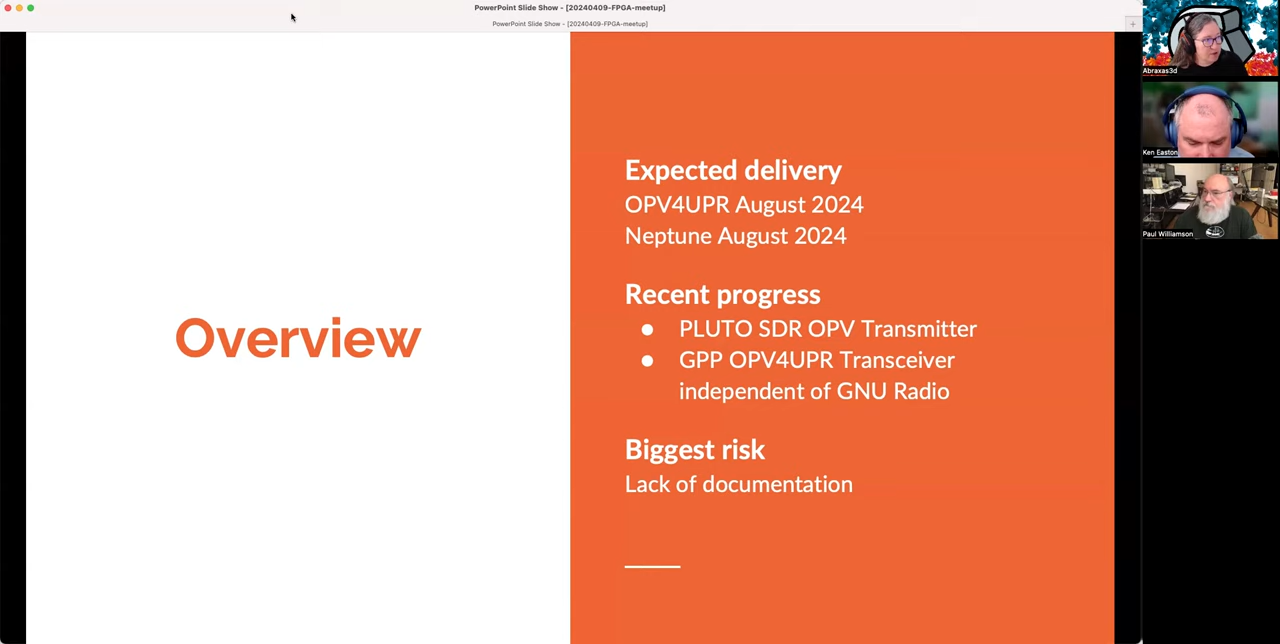 PowerPoint Slide Show - [20240409-FPGA-meetup]
PowerPoint Slide Show - [20240409-FPGA-meetup]
Overview
Expected delivery
OPV4UPR August 2024
Neptune August 2024
Recent progress
● PLUTO SDR OPV Transmitter
● GPP OPV4UPR Transceiver
independent of GNU Radio
Biggest risk
Lack of documentation
Abraxas3d
Ken Easton
Paul Williamson